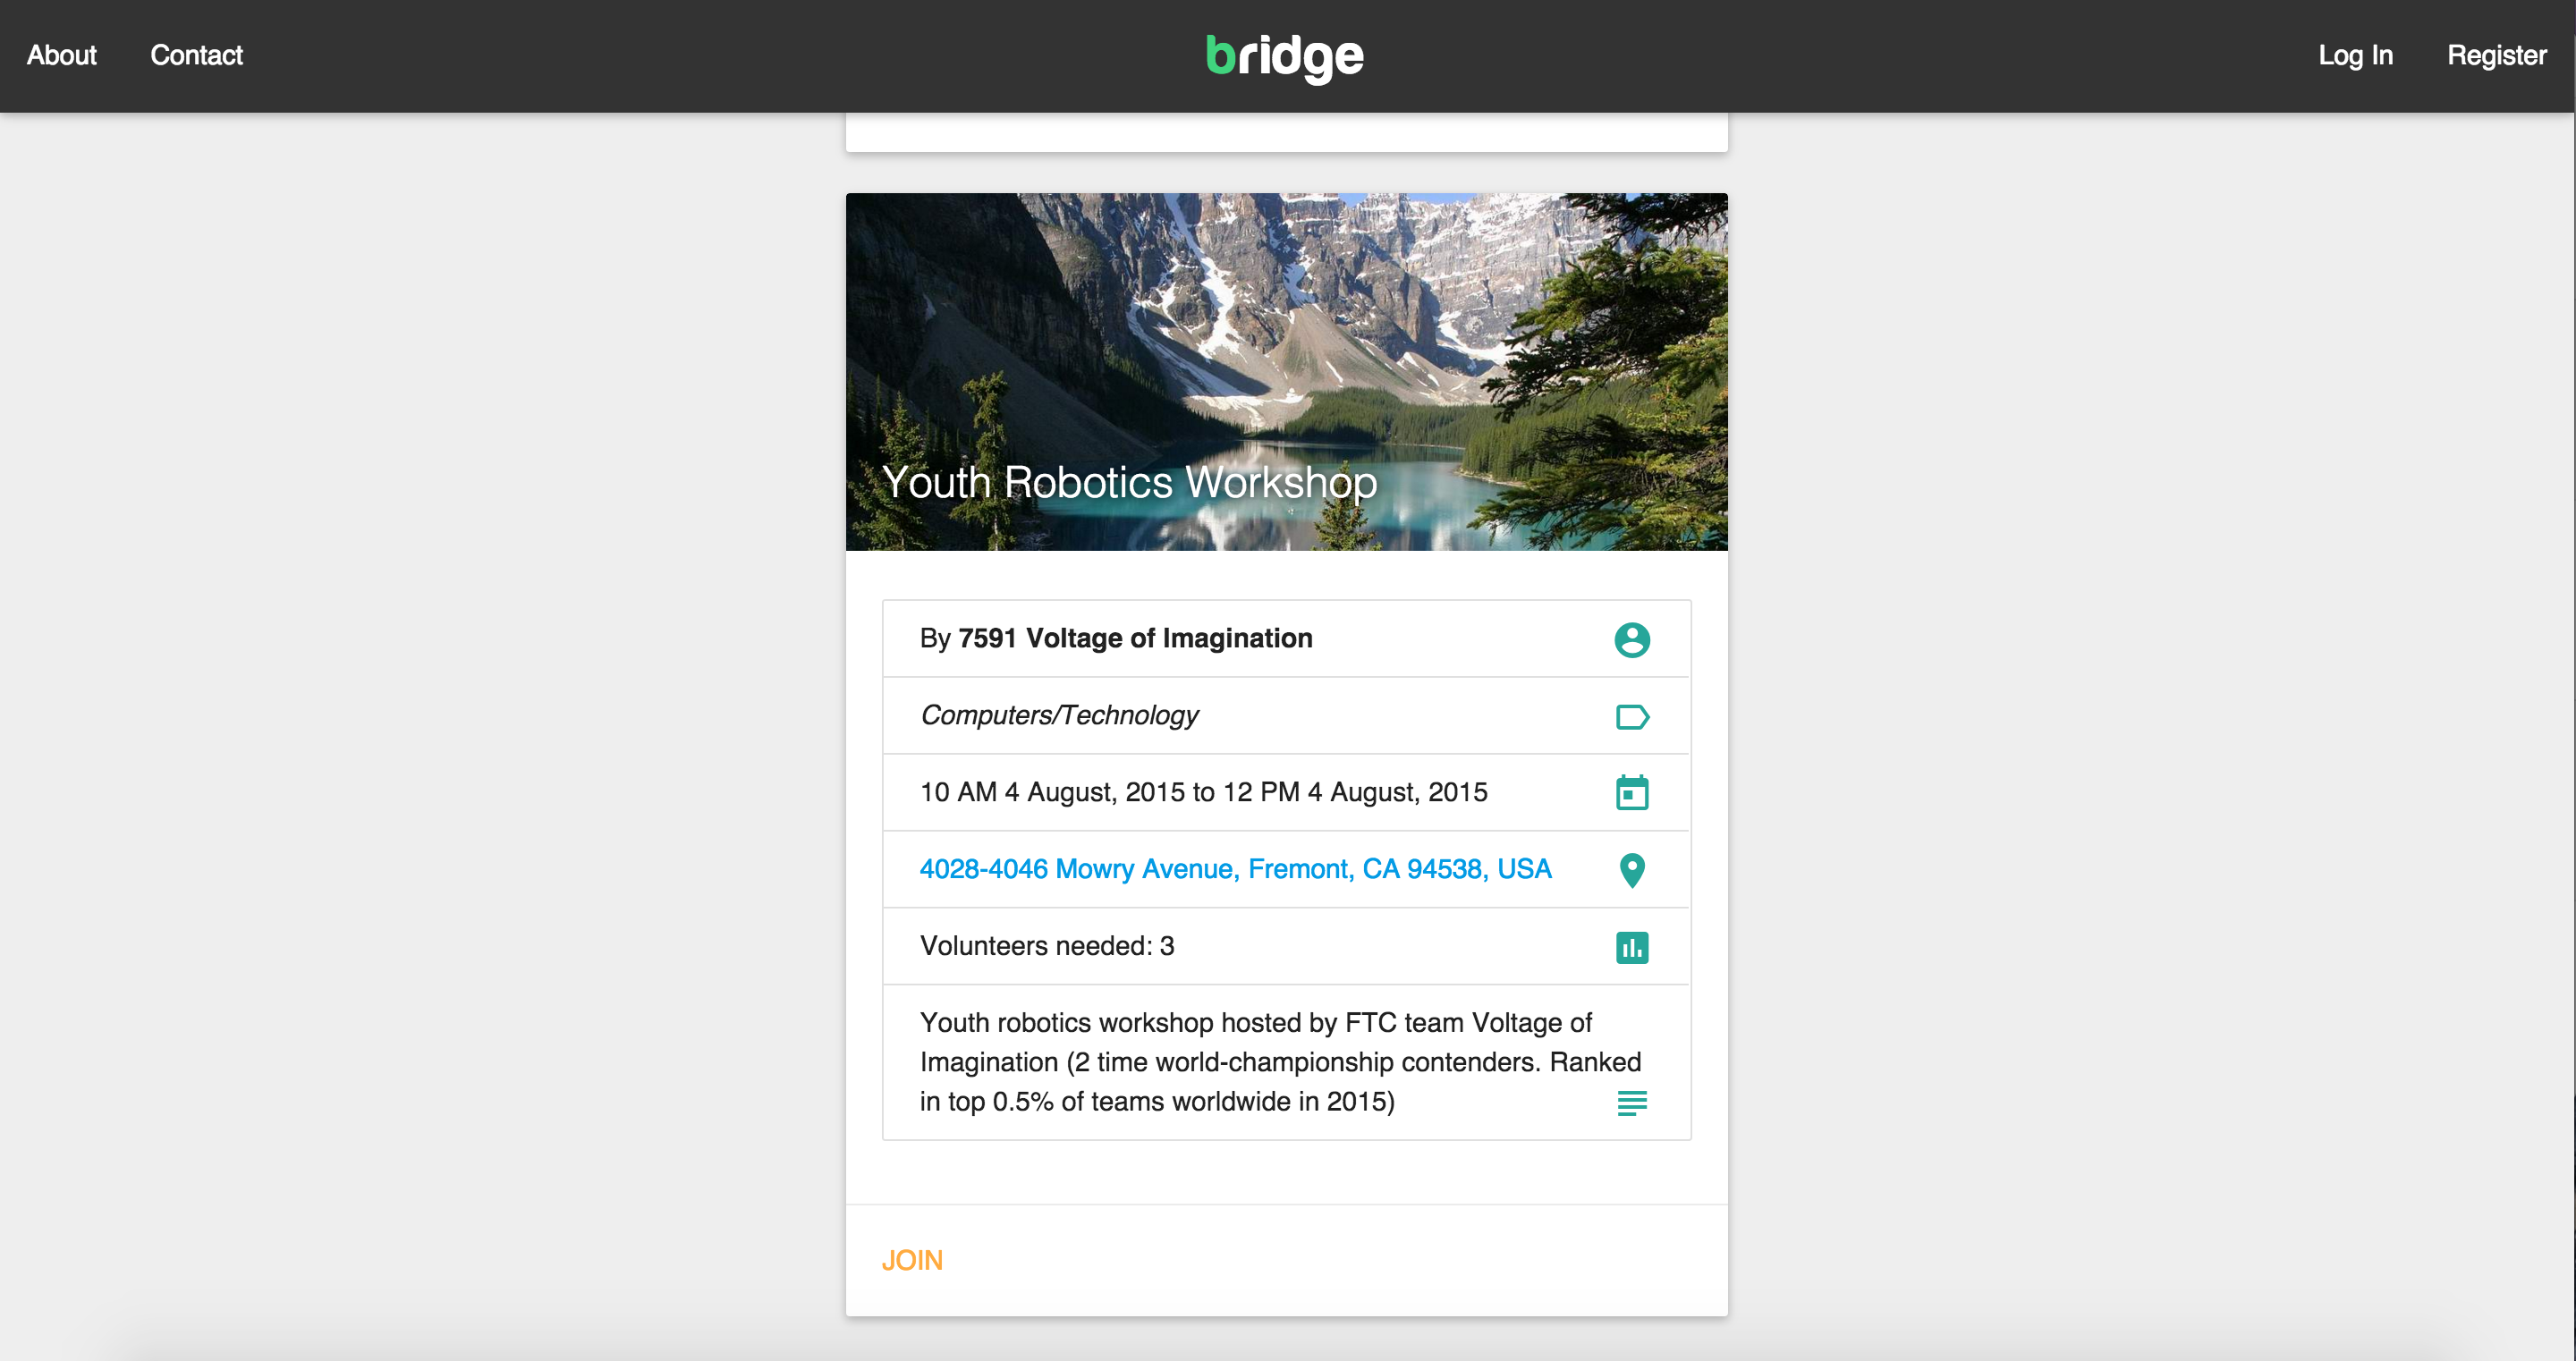 About Contact bridge Log In Register
Youth Robotics Workshop
By 7591 Voltage of Imagination
Computers/Technology
10 AM 4 August, 2015 to 12 PM 4 August, 2015
4028-4046 Mowry Avenue, Fremont, CA 94538, USA
Volunteers needed: 3
Youth robotics workshop hosted by FTC team Voltage of
Imagination (2 time world-championship contenders. Ranked
in top 0.5% of teams worldwide in 2015)
JOIN